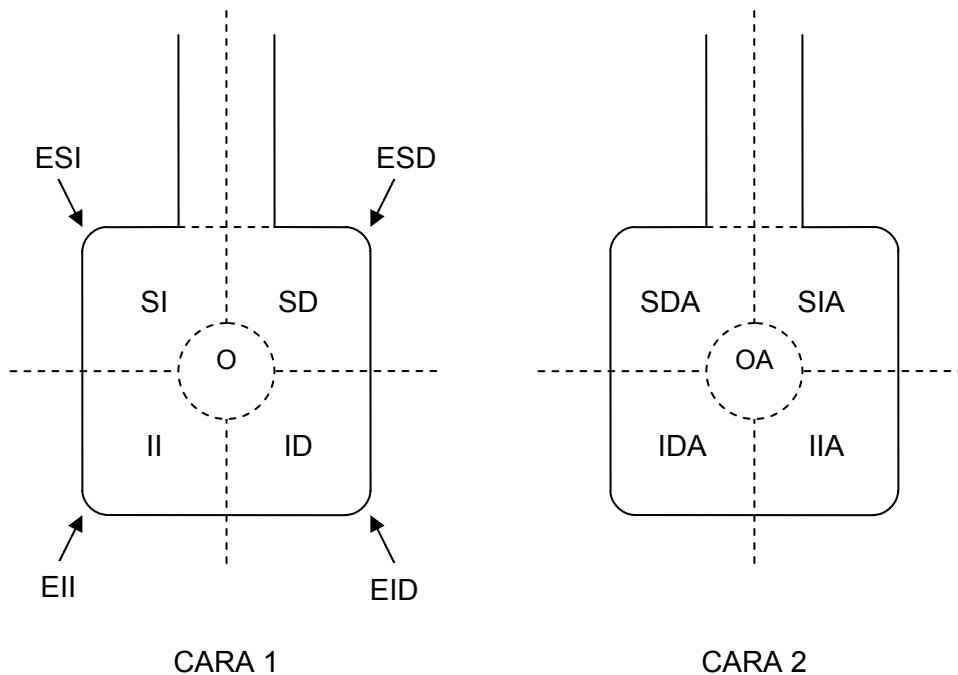 ESI ESD
SI SD SDA SIA
O OA
II ID IDA IIA
EII EID
CARA 1 CARA 2